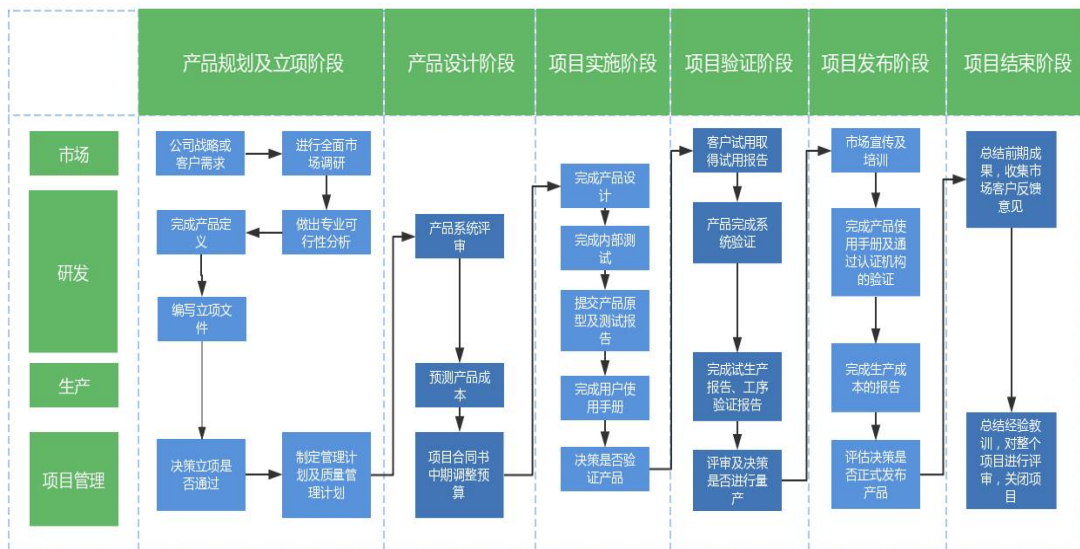 产品规划及立项阶段
产品设计阶段
项目实施阶段
项目验证阶段
项目发布阶段
项目结束阶段
市场
研发
生产
项目管理
公司战略或
客户需求
进行全面市
场调研
做出专业可
行性分析
完成产品定
义
编写立项文
件
决策立项是
否通过
制定管理计
划及质量管
理计划
产品系统评
审
预测产品成
本
项目合同书
中期调整预
算
完成产品设
计
完成内部测
试
提交产品原
型及测试报
告
完成用户使
用手册
决策是否验
证产品
客户试用取
得试用报告
产品完成系
统验证
完成试生产
报告、工序
验证报告
评审及决策
是否进行量
产
市场宣传及
培训
完成产品使
用手册及通
过认证机构
的验证
完成生产成
本的报告
评估决策是
否正式发布
产品
总结前期成
果，收集市
场客户反馈
意见
总结经验教
训，对整个
项目进行评
审，关闭项
目